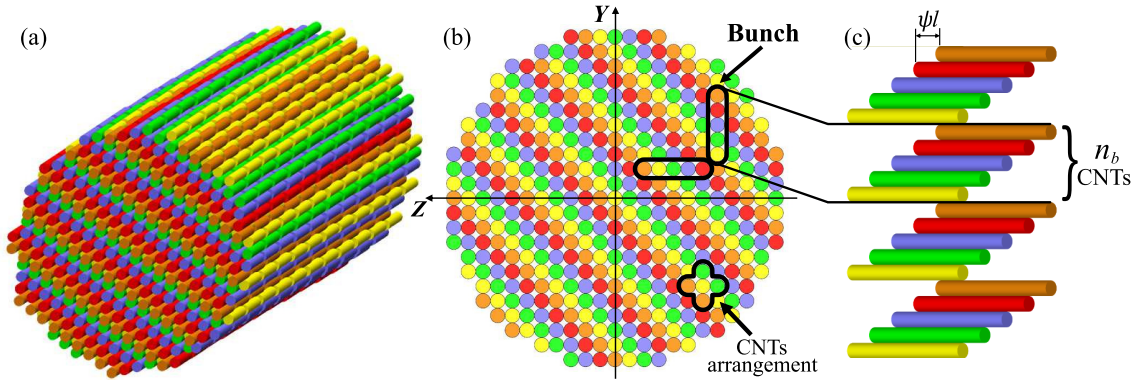 (a)
(b)
Y
Bunch
Z
CNTs
arrangement
(c)
ψl
n_b
CNTs